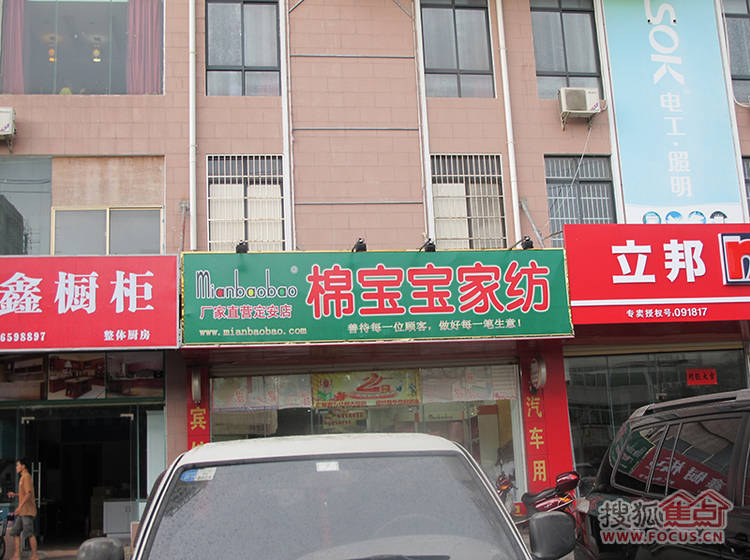 SOK
电工·照明
鑫橱柜
6598897
整体厨房
Mianbaobao®
厂家直营定安店
www.mianbaobao.com
棉宝宝家纺
善待每一位顾客,做好每一笔生意!
立邦
n
专卖授权号:091817
汽车用
搜狐焦点
WWW.FOCUS.CN